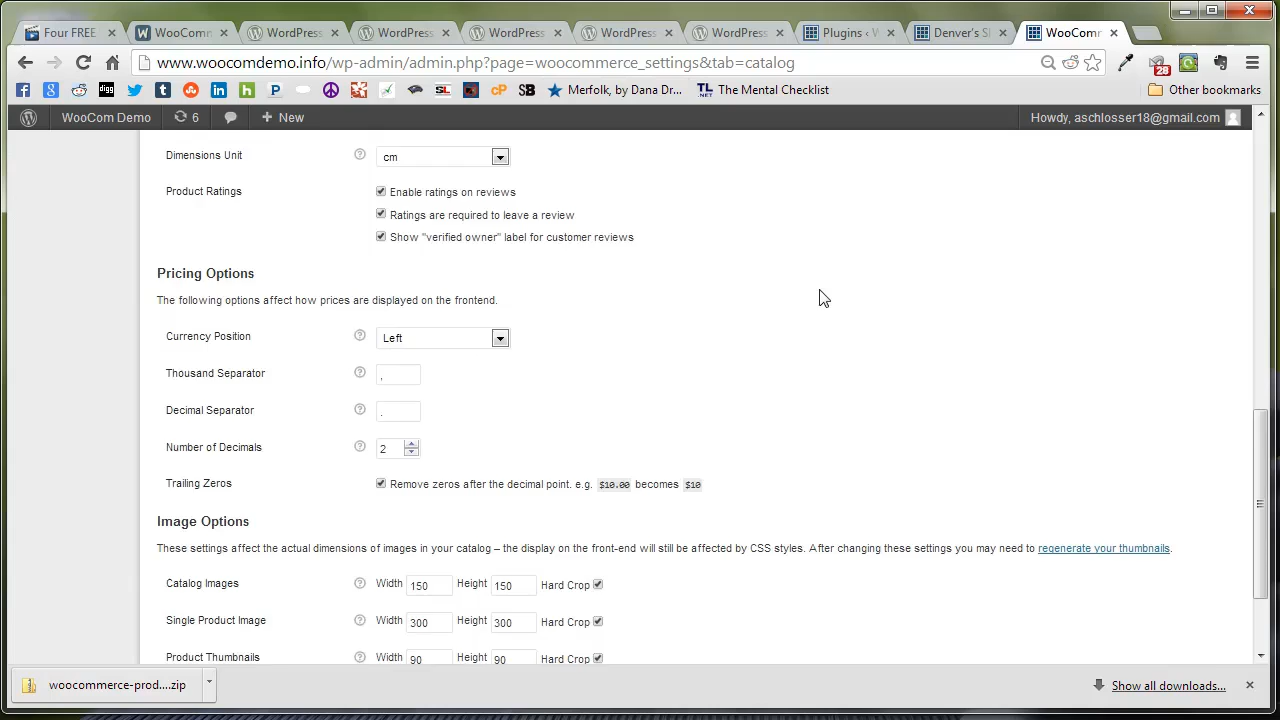 Four FREE
WooComn
WordPress
WordPress
WordPress
WordPress
WordPress
Plugins ‹ W
Denver's Sl
WooComr
www.woocomdemo.info/wp-admin/admin.php?page=woocommerce_settings&tab=catalog
28
Merfolk, by Dana Dr...
The Mental Checklist
Other bookmarks
WooCom Demo
6
New
Howdy, aschlosser18@gmail.com
Dimensions Unit
cm
Product Ratings
Enable ratings on reviews
Ratings are required to leave a review
Show "verified owner" label for customer reviews
Pricing Options
The following options affect how prices are displayed on the frontend.
Currency Position
Left
Thousand Separator
,
Decimal Separator
.
Number of Decimals
2
Trailing Zeros
Remove zeros after the decimal point. e.g. $10.00 becomes $10
Image Options
These settings affect the actual dimensions of images in your catalog – the display on the front-end will still be affected by CSS styles. After changing these settings you may need to regenerate your thumbnails.
Catalog Images
Width 150 Height 150 Hard Crop
Single Product Image
Width 300 Height 300 Hard Crop
Product Thumbnails
Width 90 Height 90 Hard Crop
woocommerce-prod....zip
Show all downloads...